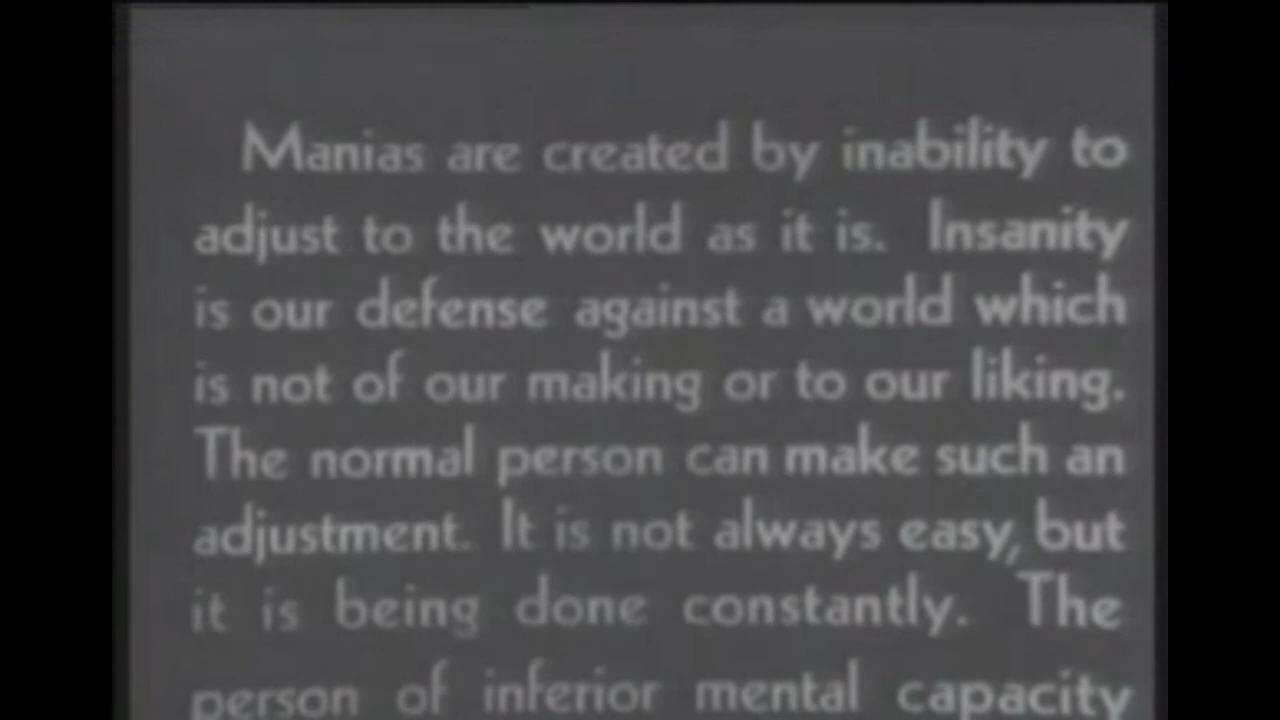 Manias are created by inability to
adjust to the world as it is. Insanity
is our defense against a world which
is not of our making or to our liking.
The normal person can make such an
adjustment. It is not always easy, but
it is being done constantly. The
person of inferior mental capacity